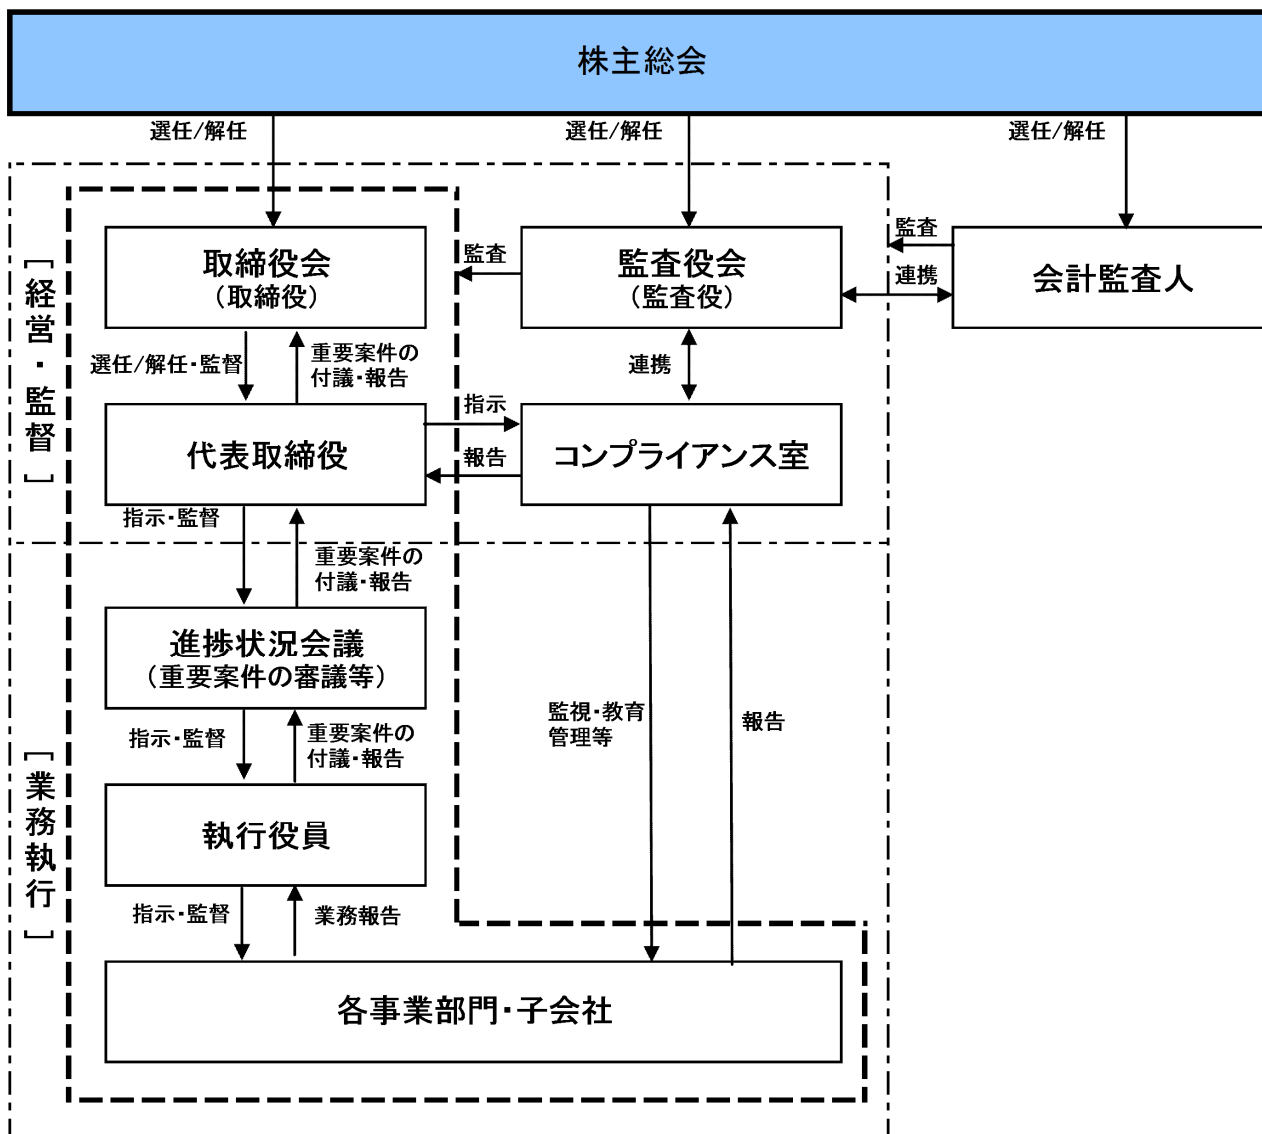 株主総会
選任/解任
選任/解任
選任/解任
[経営・監督]
取締役会
（取締役）
監査
監査役会
（監査役）
監査
連携
会計監査人
選任/解任・監督
重要案件の
付議・報告
連携
代表取締役
指示
報告
コンプライアンス室
指示・監督
重要案件の
付議・報告
[業務執行]
進捗状況会議
（重要案件の審議等）
指示・監督
重要案件の
付議・報告
監視・教育
管理等
報告
執行役員
指示・監督
業務報告
各事業部門・子会社